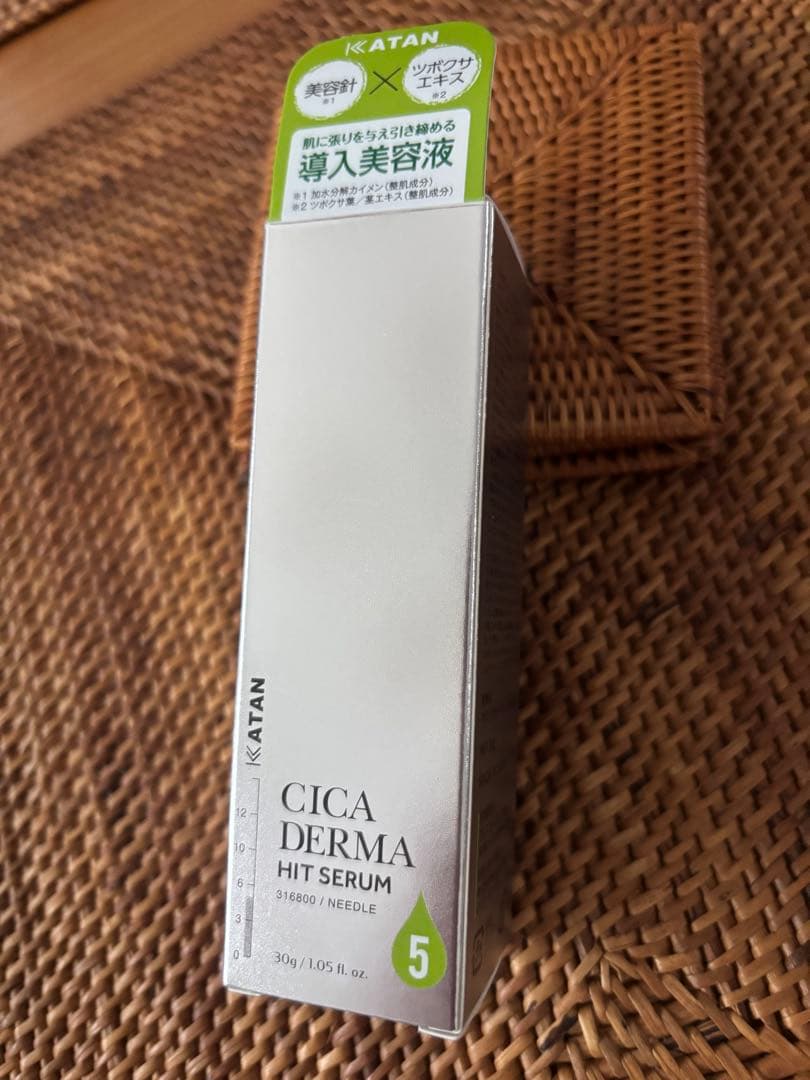 KATAN
美容針
※1
×
ツボクサ
エキス
※2
肌に張りを与え引き締める
導入美容液
※1 加水分解カイメン(整肌成分)
※2 ツボクサ葉/茎エキス(整肌成分)
KATAN
12
10
6
3
0
CICA
DERMA
HIT SERUM
316800 / NEEDLE
30g / 1.05 fl. oz.
5